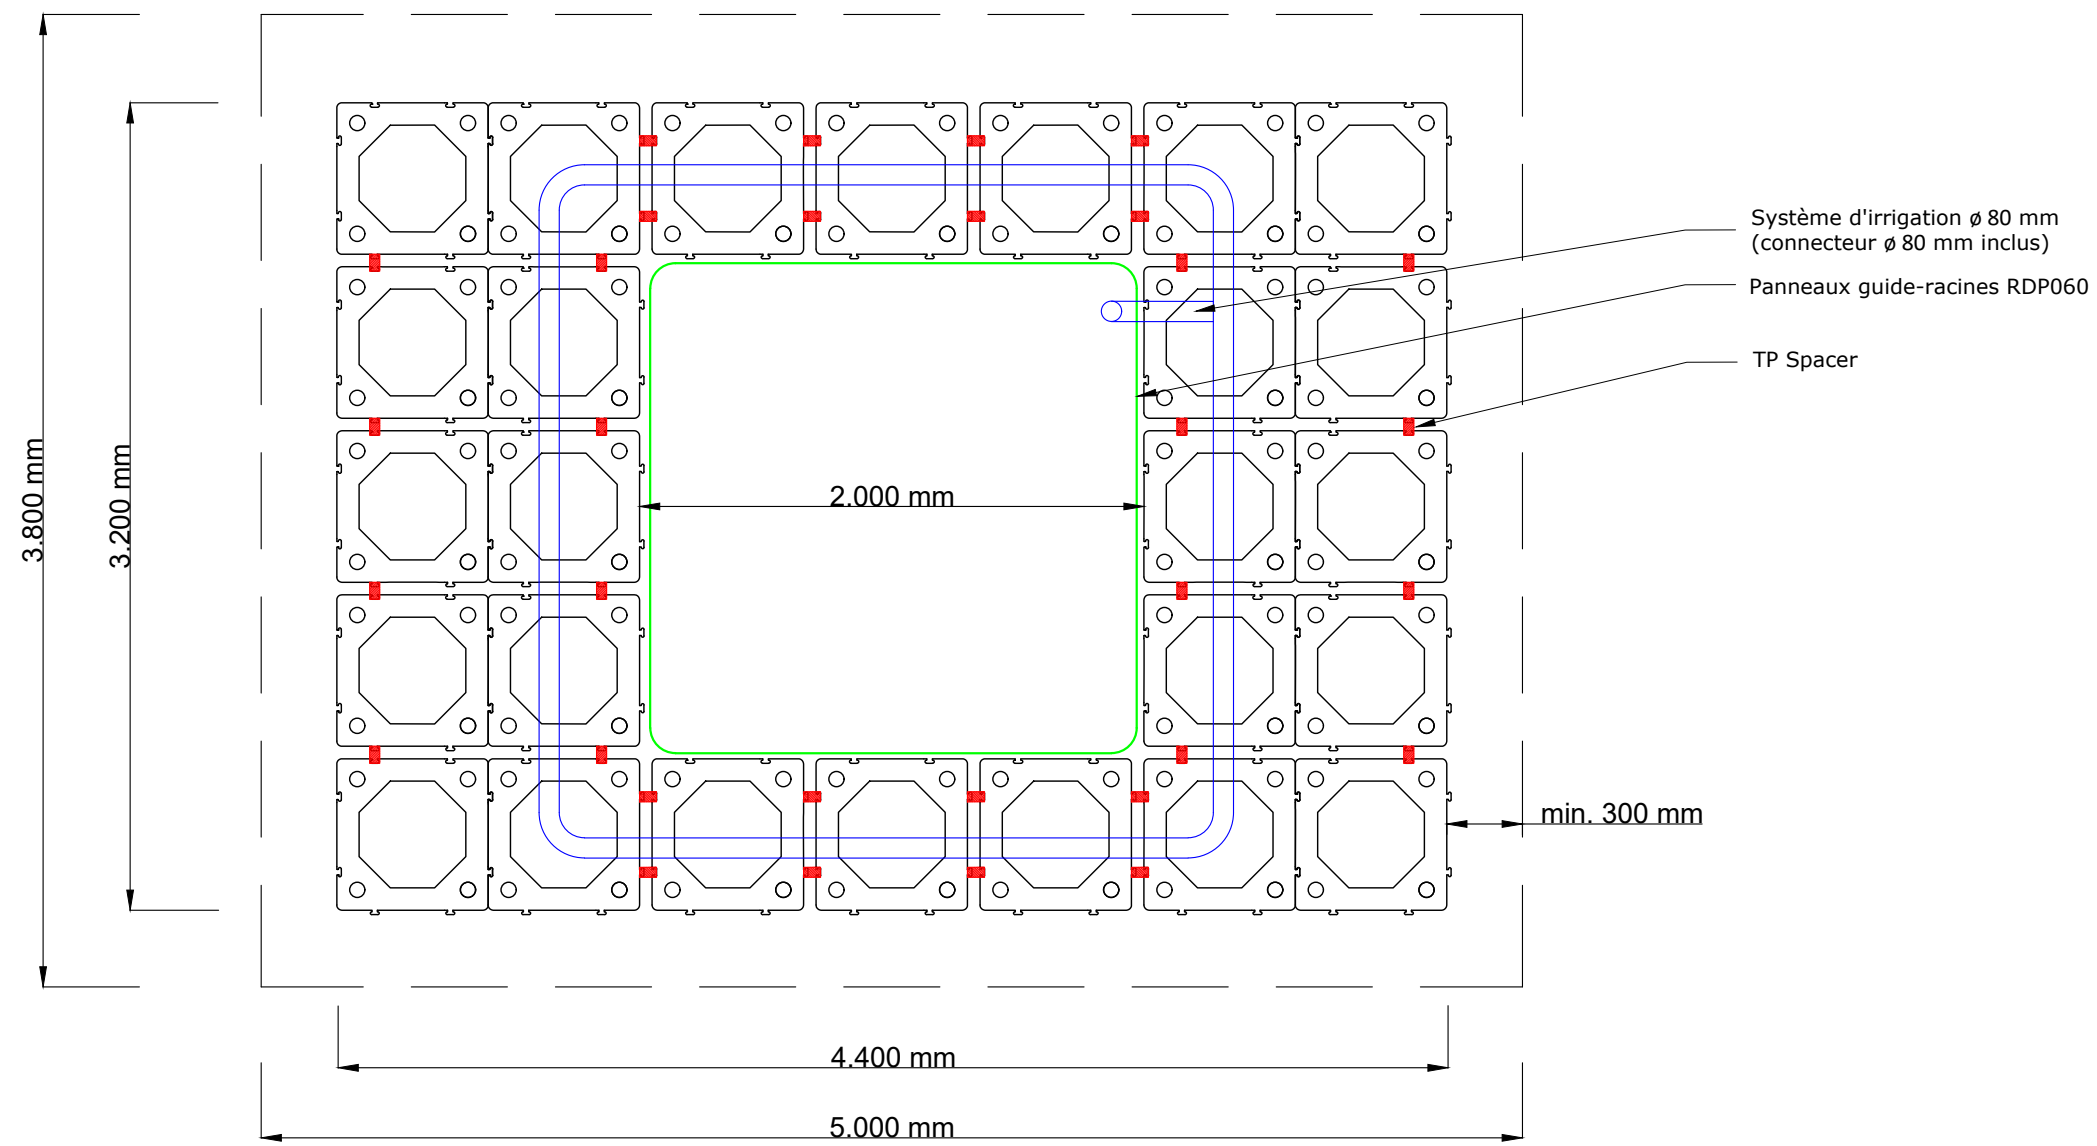 Système d'irrigation ø 80 mm
(connecteur ø 80 mm inclus)
Panneaux guide-racines RDP060
TP Spacer
3.800 mm
3.200 mm
2.000 mm
min. 300 mm
4.400 mm
5.000 mm